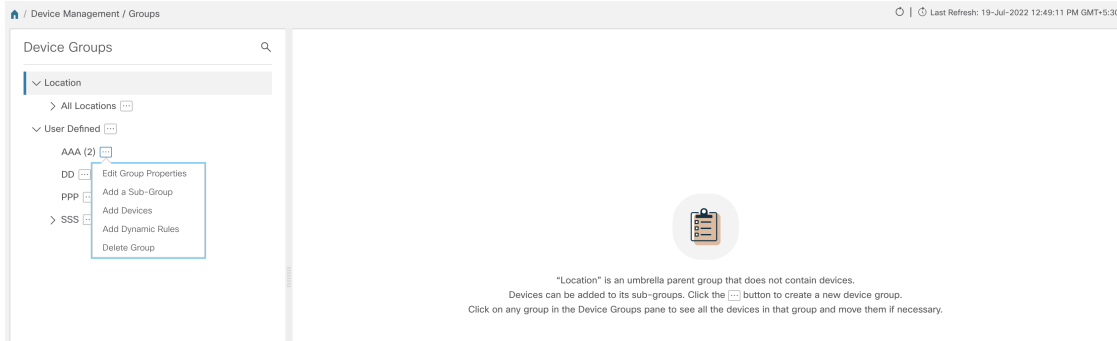 / Device Management / Groups
Last Refresh: 19-Jul-2022 12:49:11 PM GMT+5:30
Device Groups
Location
All Locations
User Defined
AAA (2)
DD
Edit Group Properties
Add a Sub-Group
PPP
Add Devices
SSS
Add Dynamic Rules
Delete Group
"Location" is an umbrella parent group that does not contain devices.
Devices can be added to its sub-groups. Click the ... button to create a new device group.
Click on any group in the Device Groups pane to see all the devices in that group and move them if necessary.